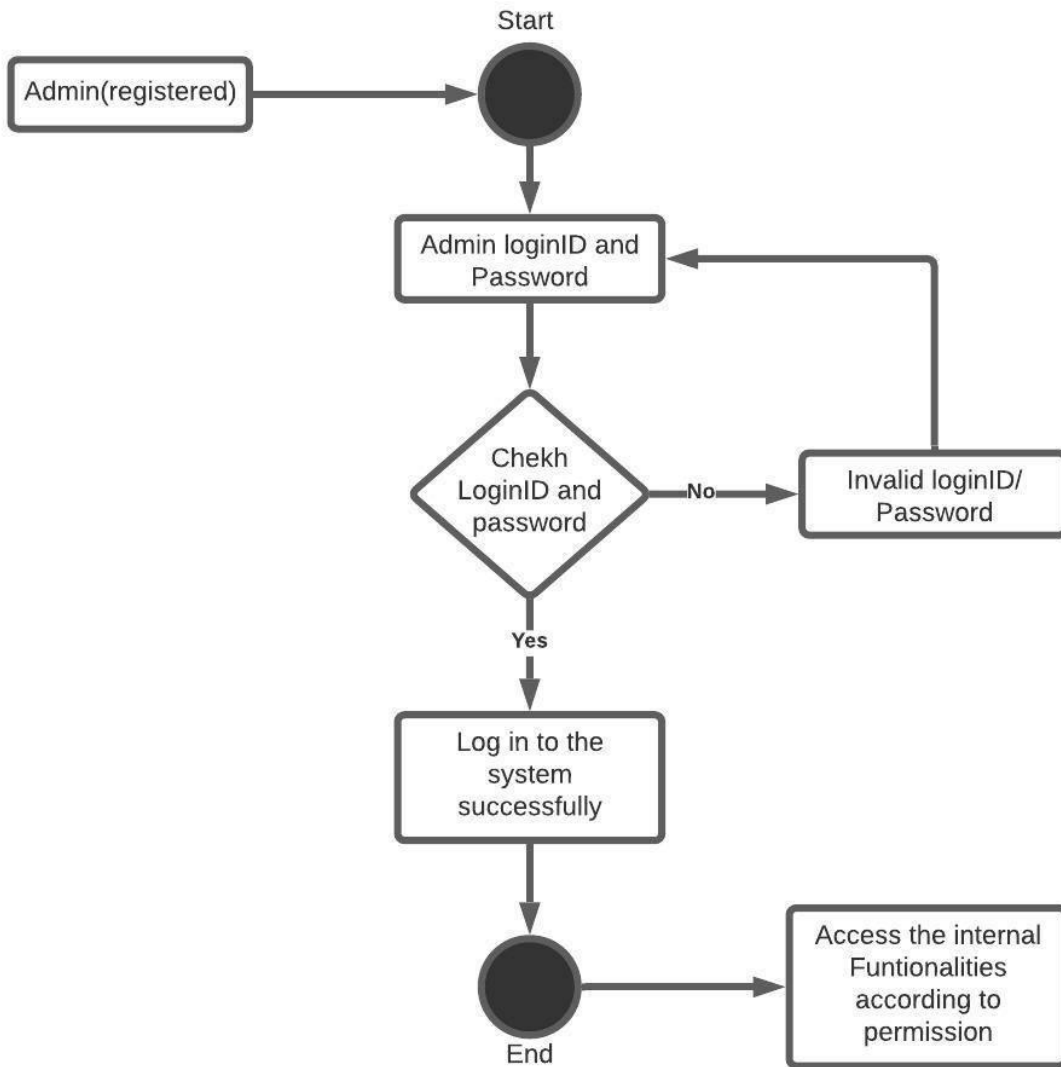 Start
Admin(registered)
Admin loginID and
Password
Chekh
LoginID and
password
No
Invalid loginID/
Password
Yes
Log in to the
system
successfully
Access the internal
Funtionalities
according to
permission
End